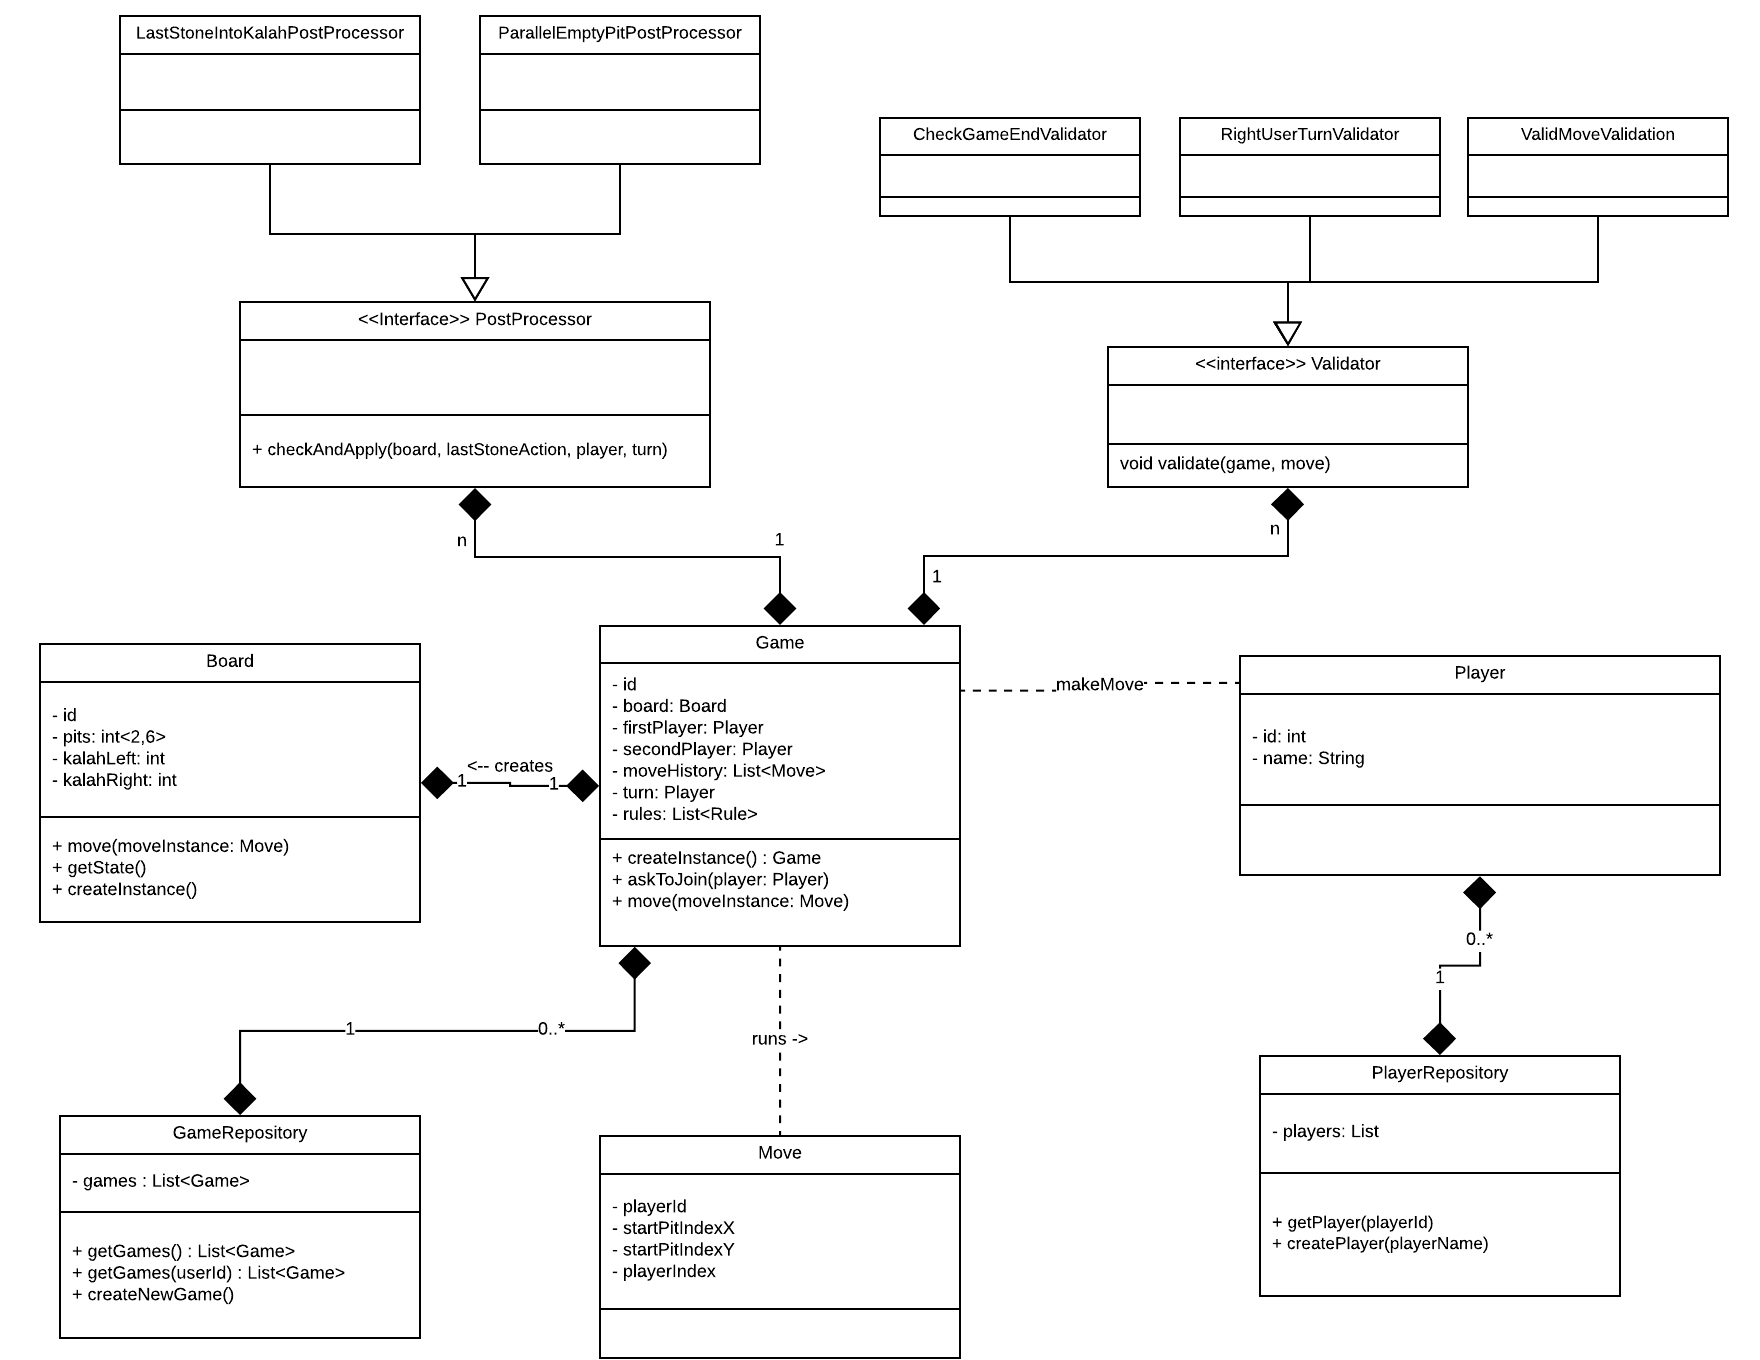 LastStoneIntoKalahPostProcessor
ParallelEmptyPitPostProcessor
CheckGameEndValidator
RightUserTurnValidator
ValidMoveValidation
<<Interface>> PostProcessor
+ checkAndApply(board, lastStoneAction, player, turn)
<<interface>> Validator
void validate(game, move)
n
1
n
1
Board
- id
- pits: int<2,6>
- kalahLeft: int
- kalahRight: int
+ move(moveInstance: Move)
+ getState()
+ createInstance()
<-- creates
1
1
Game
- id
- board: Board
- firstPlayer: Player
- secondPlayer: Player
- moveHistory: List<Move>
- turn: Player
- rules: List<Rule>
+ createInstance() : Game
+ askToJoin(player: Player)
+ move(moveInstance: Move)
makeMove
Player
- id: int
- name: String
0..*
1
1
0..*
runs ->
GameRepository
- games : List<Game>
+ getGames() : List<Game>
+ getGames(userId) : List<Game>
+ createNewGame()
Move
- playerId
- startPitIndexX
- startPitIndexY
- playerIndex
PlayerRepository
- players: List
+ getPlayer(playerId)
+ createPlayer(playerName)